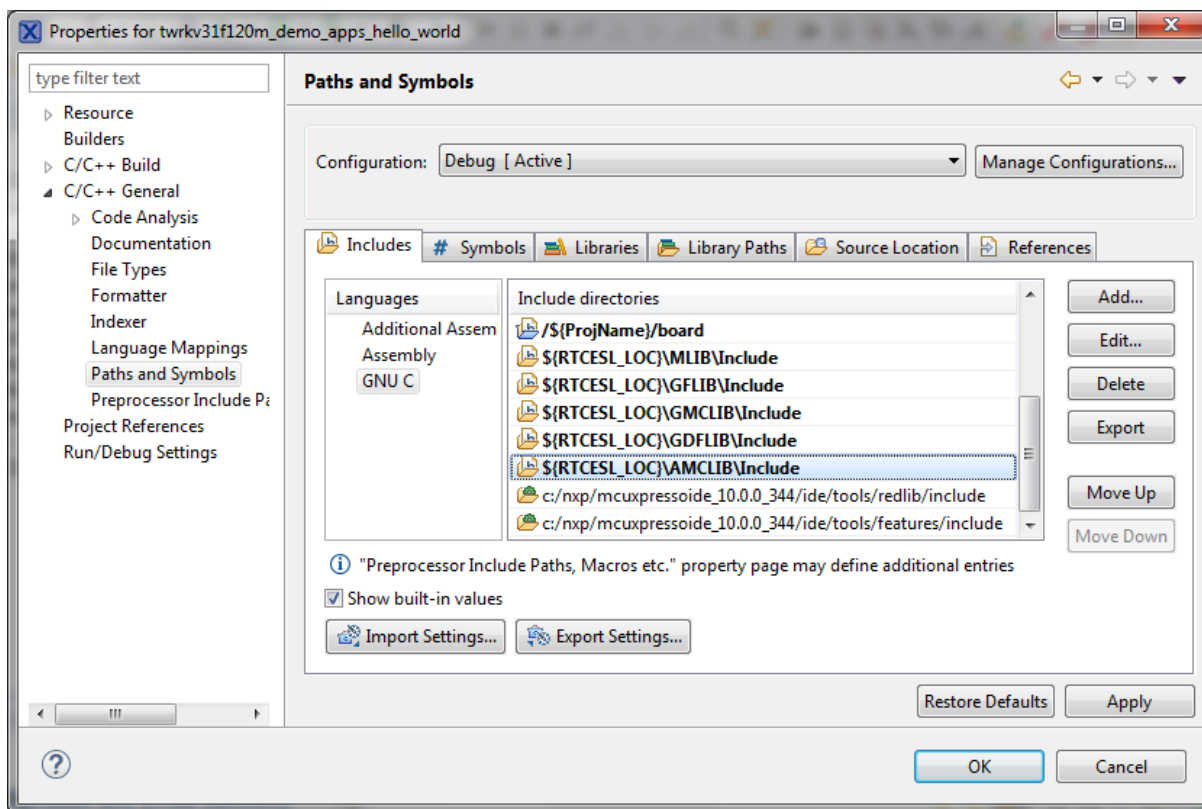 Properties for twrkv31f120m_demo_apps_hello_world
type filter text
Resource
Builders
C/C++ Build
C/C++ General
Code Analysis
Documentation
File Types
Formatter
Indexer
Language Mappings
Paths and Symbols
Preprocessor Include Pa
Project References
Run/Debug Settings
Paths and Symbols
Configuration: Debug [ Active ] Manage Configurations...
Includes # Symbols Libraries Library Paths Source Location References
Languages
Additional Assem
Assembly
GNU C
Include directories
/${ProjName}/board
${RTCESL_LOC}\MLIB\Include
${RTCESL_LOC}\GFLIB\Include
${RTCESL_LOC}\GMCLIB\Include
${RTCESL_LOC}\GDFLIB\Include
${RTCESL_LOC}\AMCLIB\Include
c:/nxp/mcuxpressoide_10.0.0_344/ide/tools/redlib/include
c:/nxp/mcuxpressoide_10.0.0_344/ide/tools/features/include
Add...
Edit...
Delete
Export
Move Up
Move Down
"Preprocessor Include Paths, Macros etc." property page may define additional entries
Show built-in values
Import Settings... Export Settings...
Restore Defaults Apply
OK Cancel